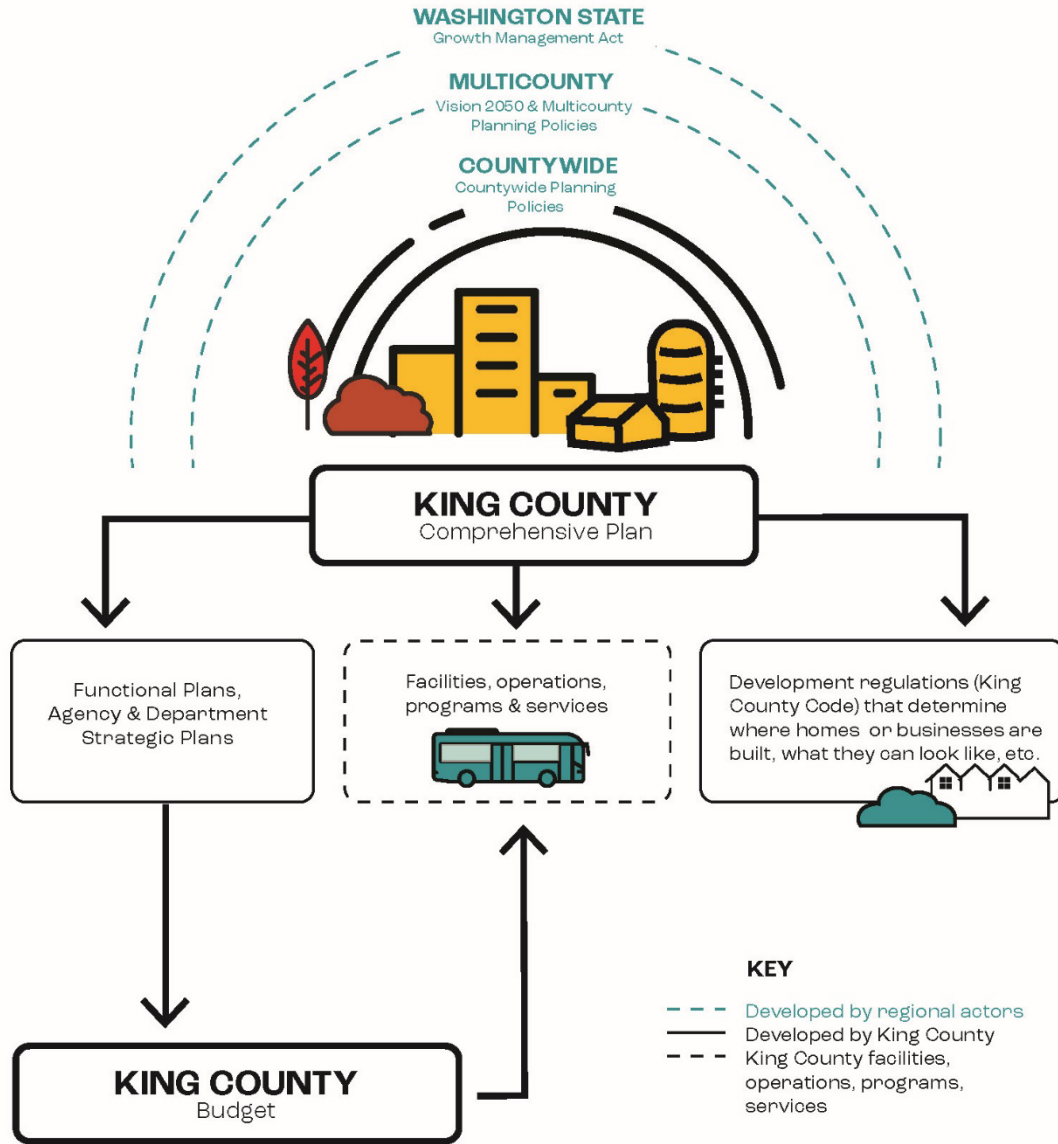 WASHINGTON STATE
Growth Management Act
MULTICOUNTY
Vision 2050 & Multicounty
Planning Policies
COUNTYWIDE
Countywide Planning
Policies
KING COUNTY
Comprehensive Plan
Functional Plans,
Agency & Department
Strategic Plans
Facilities, operations,
programs & services
Development regulations (King
County Code) that determine
where homes or businesses are
built, what they can look like, etc.
KING COUNTY
Budget
KEY
Developed by regional actors
Developed by King County
King County facilities,
operations, programs,
services